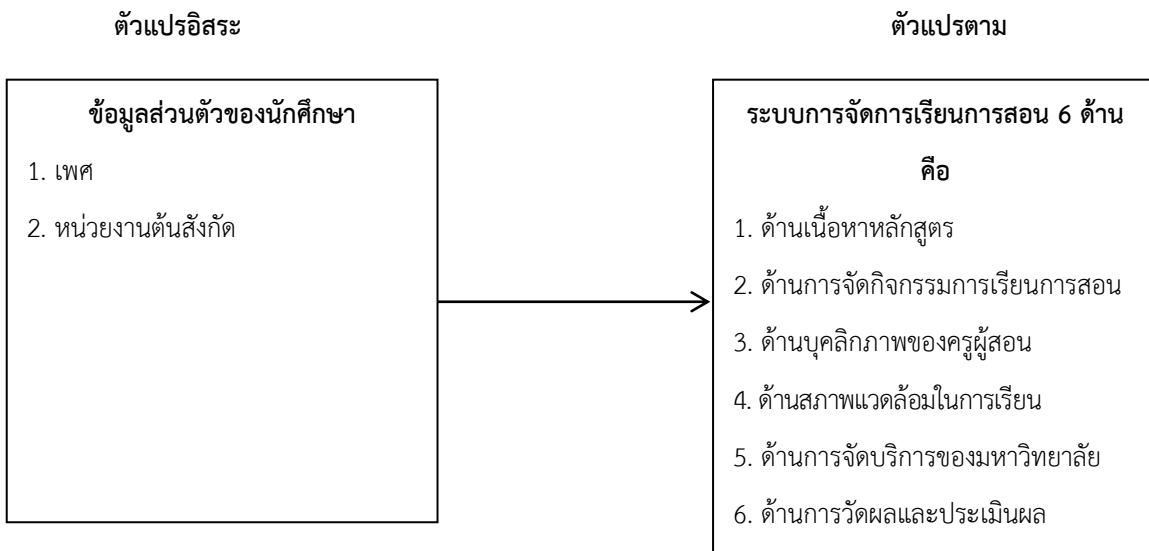 ตัวแปรอิสระ
ตัวแปรตาม
ข้อมูลส่วนตัวของนักศึกษา
1. เพศ
2. หน่วยงานต้นสังกัด
ระบบการจัดการเรียนการสอน 6 ด้าน
คือ
1. ด้านเนื้อหาหลักสูตร
2. ด้านการจัดกิจกรรมการเรียนการสอน
3. ด้านบุคลิกภาพของครูผู้สอน
4. ด้านสภาพแวดล้อมในการเรียน
5. ด้านการจัดบริการของมหาวิทยาลัย
6. ด้านการวัดผลและประเมินผล